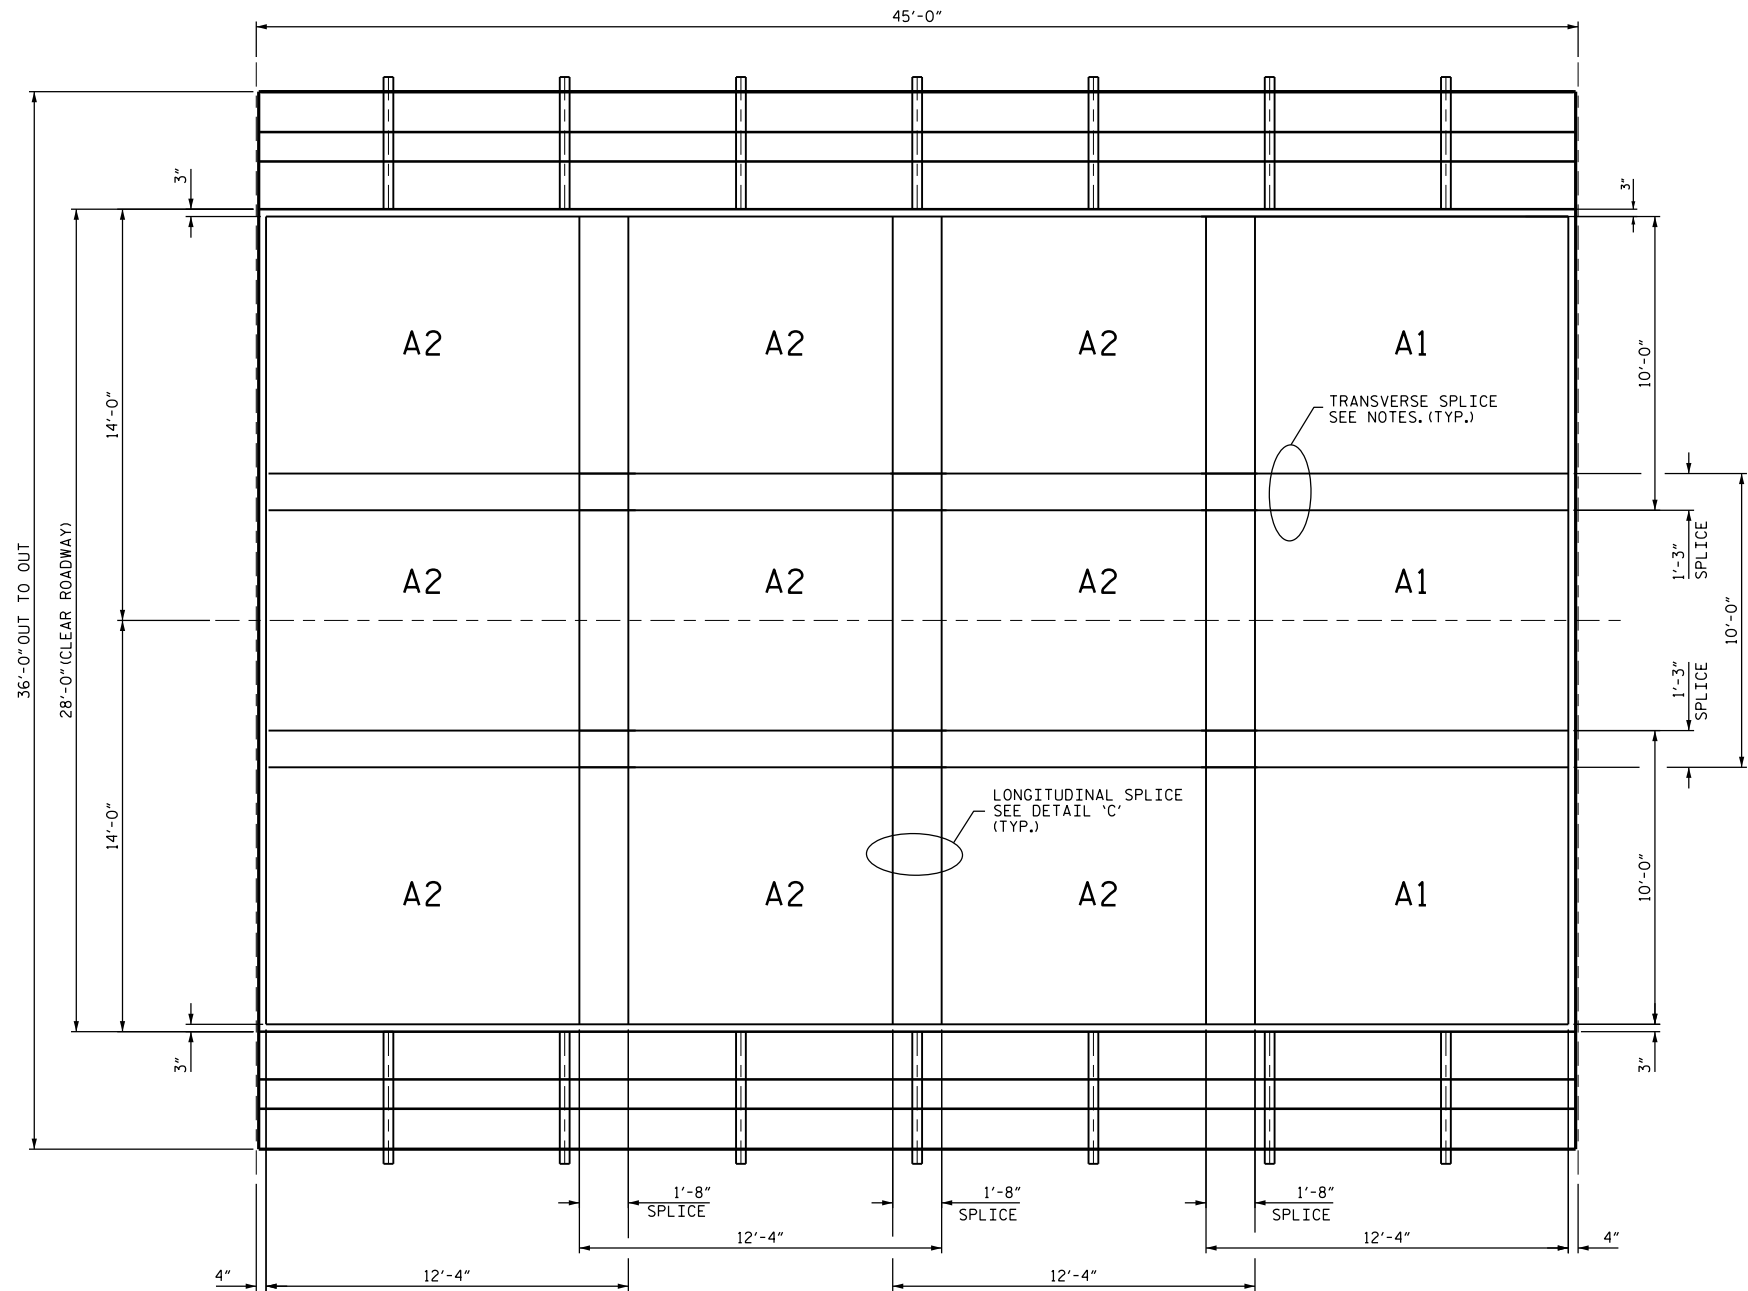 45'-0"
3"
3"
A2
A2
A2
A1
10'-0"
14'-0"
TRANSVERSE SPLICE
SEE NOTES.(TYP.)
36'-0" OUT TO OUT
28'-0" (CLEAR ROADWAY)
1'-3"
SPLICE
A2
A2
A2
A1
10'-0"
1'-3"
SPLICE
14'-0"
LONGITUDINAL SPLICE
SEE DETAIL 'C'
(TYP.)
A2
A2
A2
A1
10'-0"
3"
3"
1'-8"
SPLICE
1'-8"
SPLICE
1'-8"
SPLICE
12'-4"
12'-4"
4"
4"
12'-4"
12'-4"